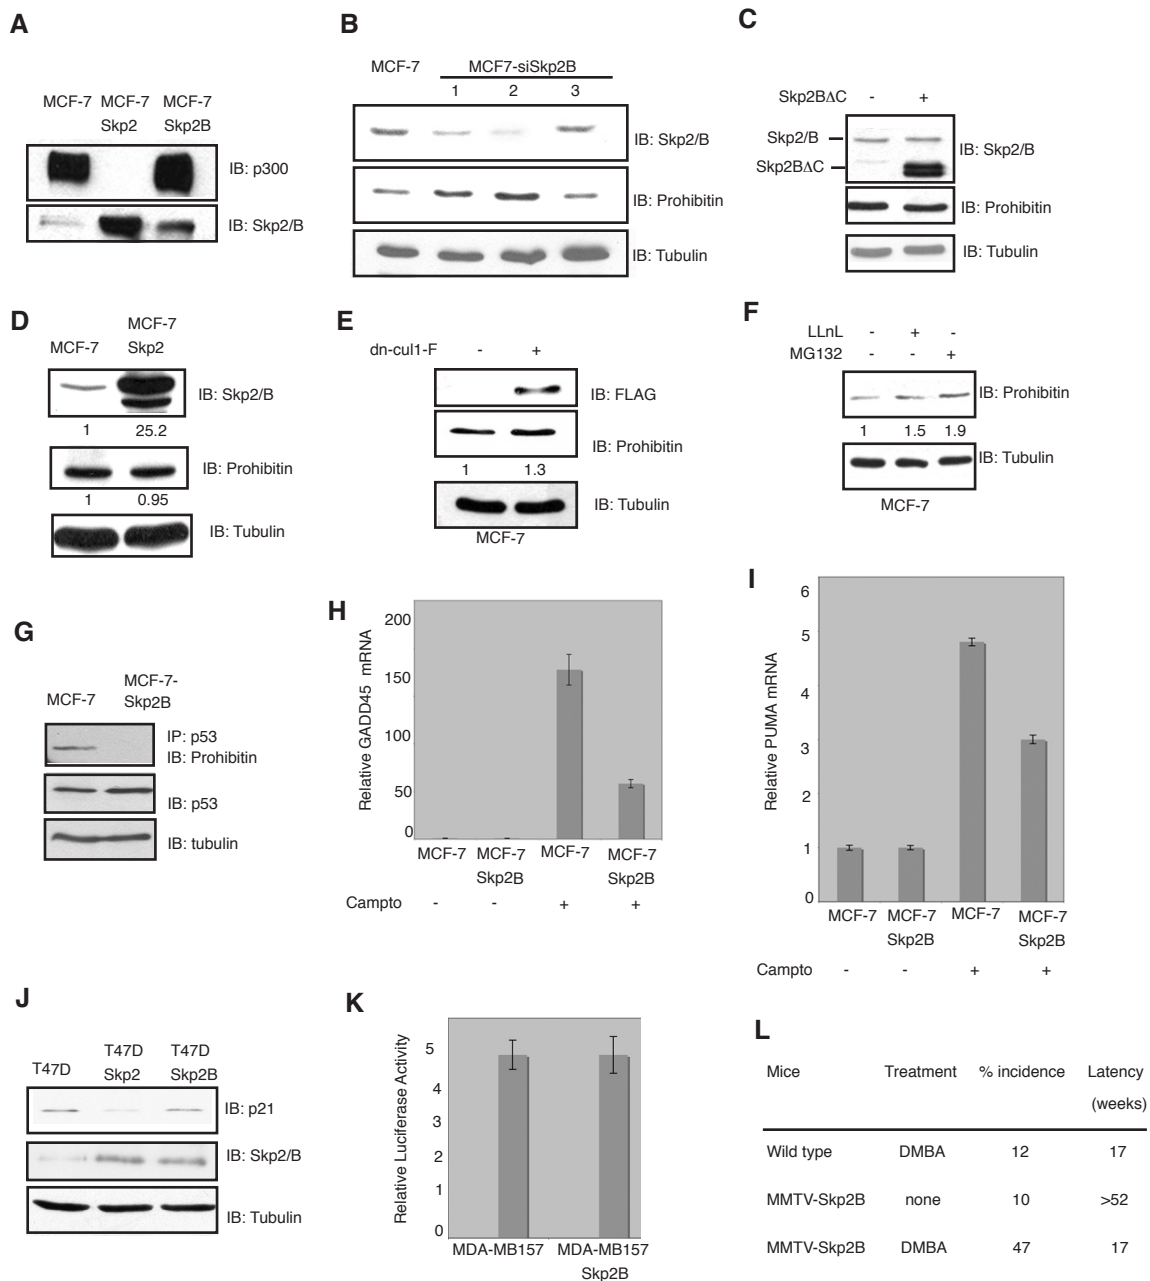 A
MCF-7 MCF-7 MCF-7
Skp2 Skp2B
IB: p300
IB: Skp2/B
B
MCF-7 MCF7-siSkp2B
1 2 3
IB: Skp2/B
IB: Prohibitin
IB: Tubulin
C
Skp2BΔC - +
Skp2/B
Skp2BΔC
IB: Skp2/B
IB: Prohibitin
IB: Tubulin
D
MCF-7 MCF-7
Skp2
IB: Skp2/B
1 25.2
IB: Prohibitin
1 0.95
IB: Tubulin
E
dn-cul1-F - +
IB: FLAG
IB: Prohibitin
1 1.3
IB: Tubulin
MCF-7
F
LLnL - + -
MG132 - - +
IB: Prohibitin
1 1.5 1.9
IB: Tubulin
MCF-7
G
MCF-7 MCF-7-
Skp2B
IP: p53
IB: Prohibitin
IB: p53
IB: tubulin
H
Relative GADD45 mRNA
200
150
100
50
0
MCF-7 MCF-7 MCF-7 MCF-7
Skp2B Skp2B
Campto - - + +
I
Relative PUMA mRNA
6
5
4
3
2
1
0
MCF-7 MCF-7 MCF-7 MCF-7
Skp2B Skp2B
Campto - - + +
J
T47D T47D T47D
Skp2 Skp2B
IB: p21
IB: Skp2/B
IB: Tubulin
K
Relative Luciferase Activity
5
4
3
2
1
0
MDA-MB157 MDA-MB157
Skp2B
L
Mice Treatment % incidence Latency
(weeks)
Wild type DMBA 12 17
MMTV-Skp2B none 10 >52
MMTV-Skp2B DMBA 47 17